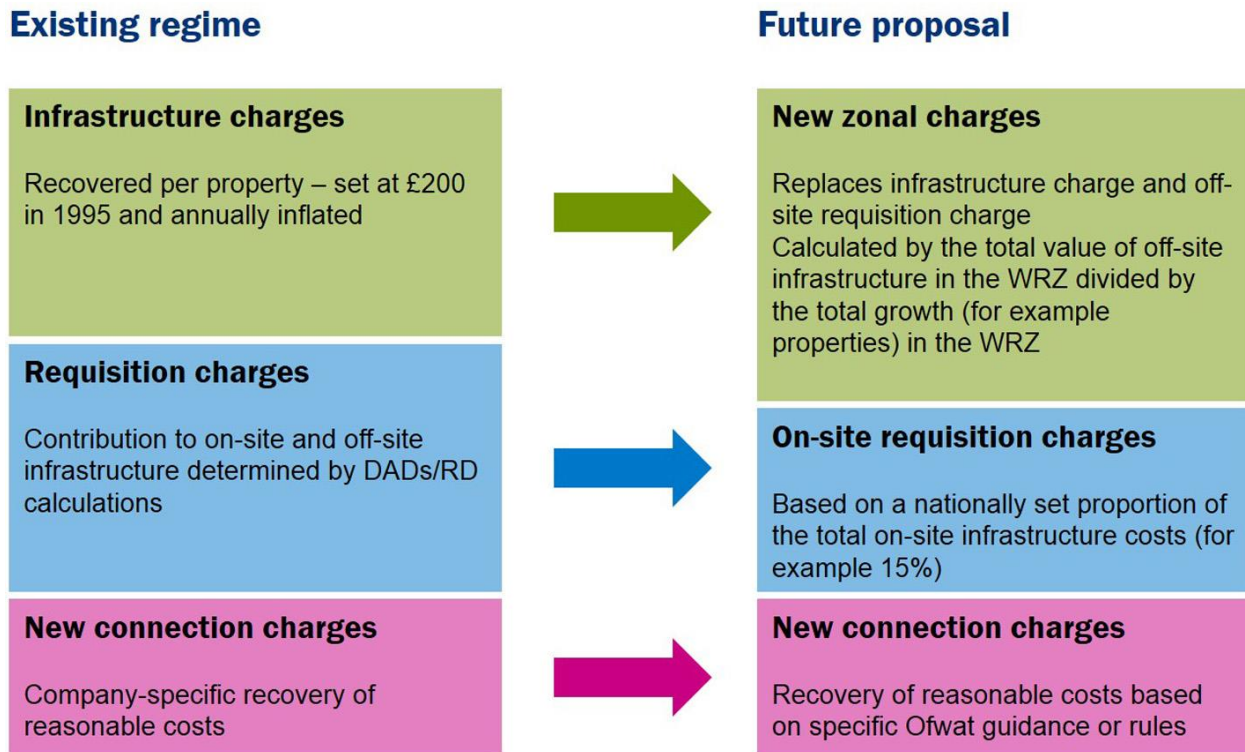 Existing regime
Infrastructure charges
Recovered per property – set at £200
in 1995 and annually inflated
Requisition charges
Contribution to on-site and off-site
infrastructure determined by DADs/RD
calculations
New connection charges
Company-specific recovery of
reasonable costs
Future proposal
New zonal charges
Replaces infrastructure charge and off-
site requisition charge
Calculated by the total value of off-site
infrastructure in the WRZ divided by
the total growth (for example
properties) in the WRZ
On-site requisition charges
Based on a nationally set proportion of
the total on-site infrastructure costs (for
example 15%)
New connection charges
Recovery of reasonable costs based
on specific Ofwat guidance or rules